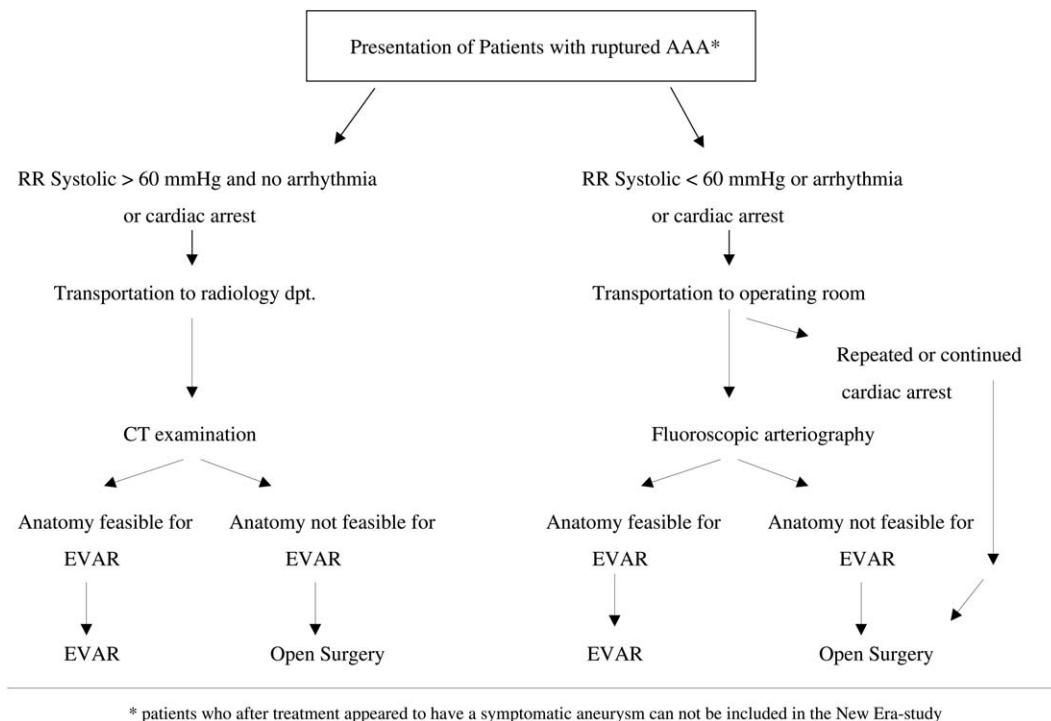 Presentation of Patients with ruptured AAA*
RR Systolic > 60 mmHg and no arrhythmia
or cardiac arrest
Transportation to radiology dpt.
CT examination
Anatomy feasible for
EVAR
Anatomy not feasible for
EVAR
EVAR
Open Surgery
RR Systolic < 60 mmHg or arrhythmia
or cardiac arrest
Transportation to operating room
Repeated or continued
cardiac arrest
Fluoroscopic arteriography
Anatomy feasible for
EVAR
Anatomy not feasible for
EVAR
EVAR
Open Surgery
* patients who after treatment appeared to have a symptomatic aneurysm can not be included in the New Era-study